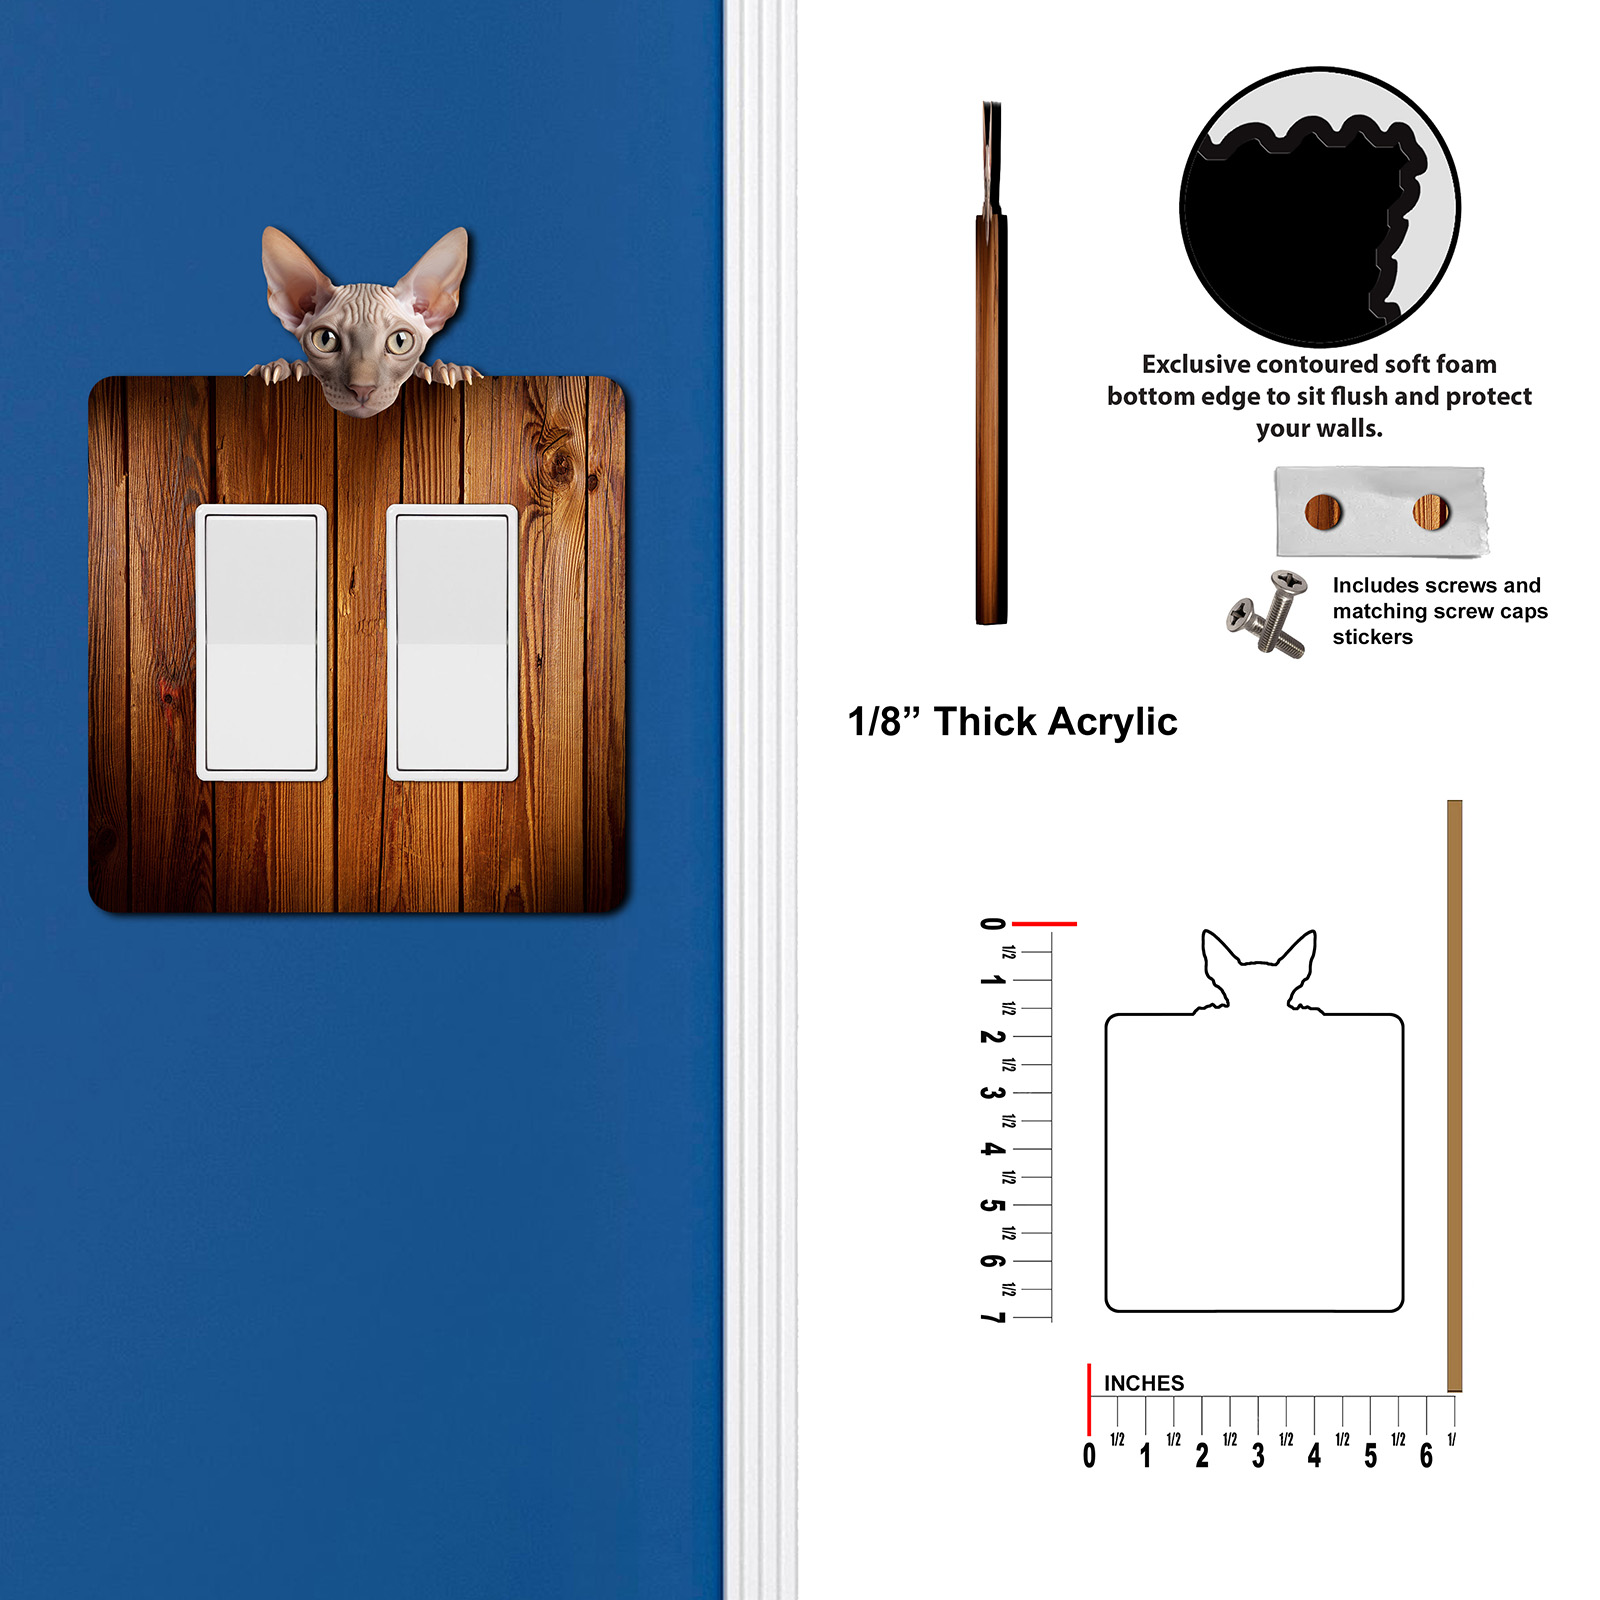 Exclusive contoured soft foam
bottom edge to sit flush and protect
your walls.
Includes screws and
matching screw caps
stickers
1/8” Thick Acrylic
0
1/2
1
1/2
2
1/2
3
1/2
4
1/2
5
1/2
6
1/2
7
INCHES
0 1/2 1 1/2 2 1/2 3 1/2 4 1/2 5 1/2 6 1/